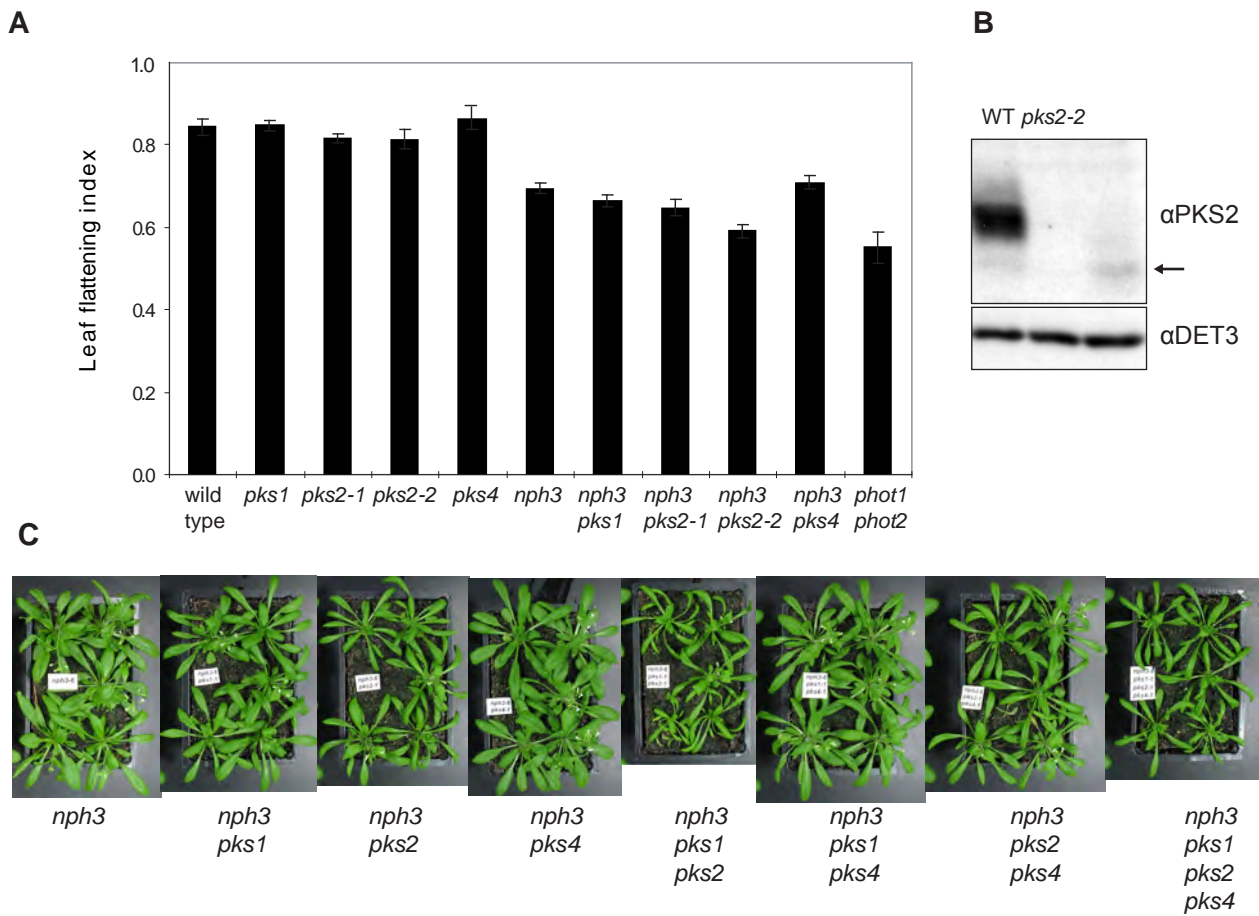 A
B
Leaf flattening index
1.0
0.8
0.6
0.4
0.2
0.0
wild type
pks1
pks2-1
pks2-2
pks4
nph3
nph3 pks1
nph3 pks2-1
nph3 pks2-2
nph3 pks4
phot1 phot2
WT pks2-2
αPKS2
αDET3
C
nph3-6
nph3
nph3
pks1
nph3
pks2
nph3
pks4
nph3
pks1
pks2
nph3
pks1
pks4
nph3
pks2
pks4
nph3
pks1
pks2
pks4